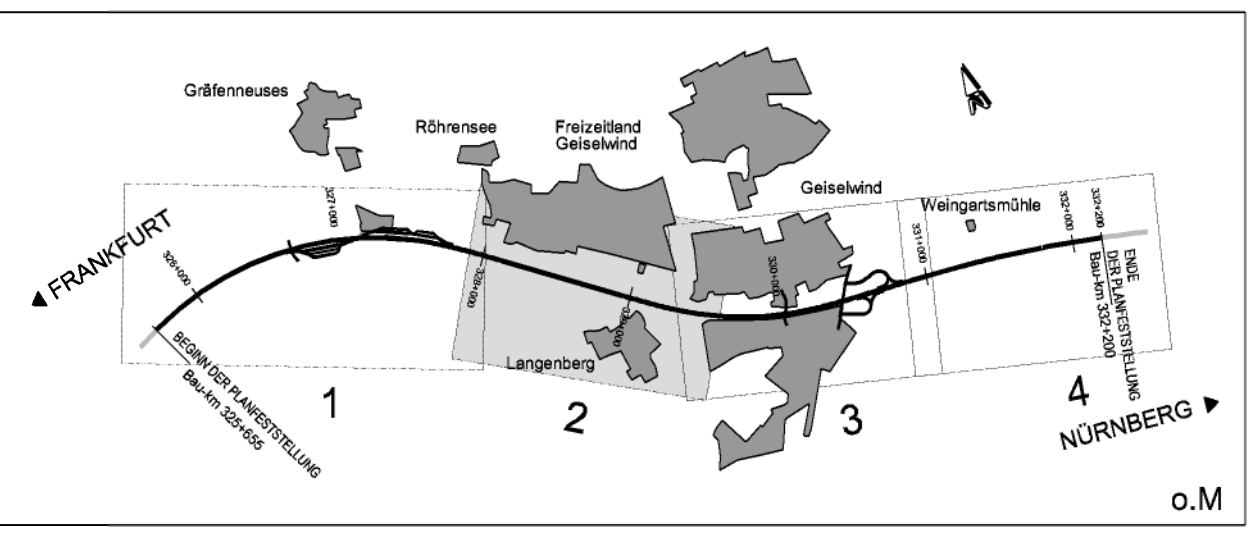 Gräfenneuses
Röhrensee
Freizeitland
Geiselwind
Geiselwind
Weingartsmühle
FRANKFURT
326+000
327+000
328+000
329+000
330+000
331+000
332+000
332+200
BEGINN DER PLANFESTSTELLUNG
Bau-km 325+655
Langenberg
ENDE
DER PLANFESTSTELLUNG
Bau-km 332+200
1
2
3
4
NÜRNBERG
o.M